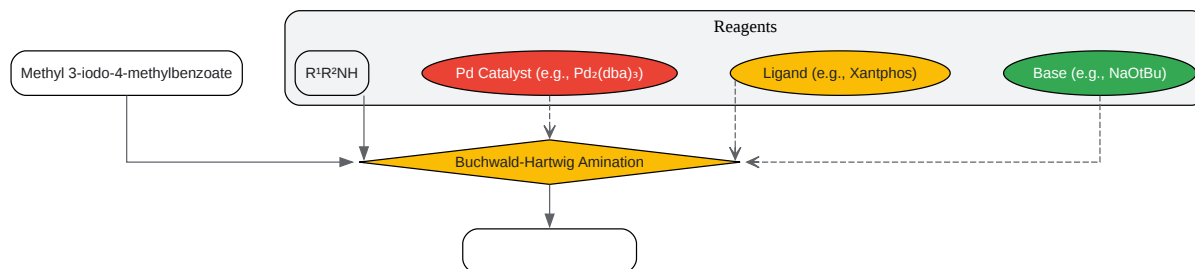 Reagents
Methyl 3-iodo-4-methylbenzoate
R¹R²NH
Pd Catalyst (e.g., Pd₂(dba)₃)
Ligand (e.g., Xantphos)
Base (e.g., NaOtBu)
Buchwald-Hartwig Amination